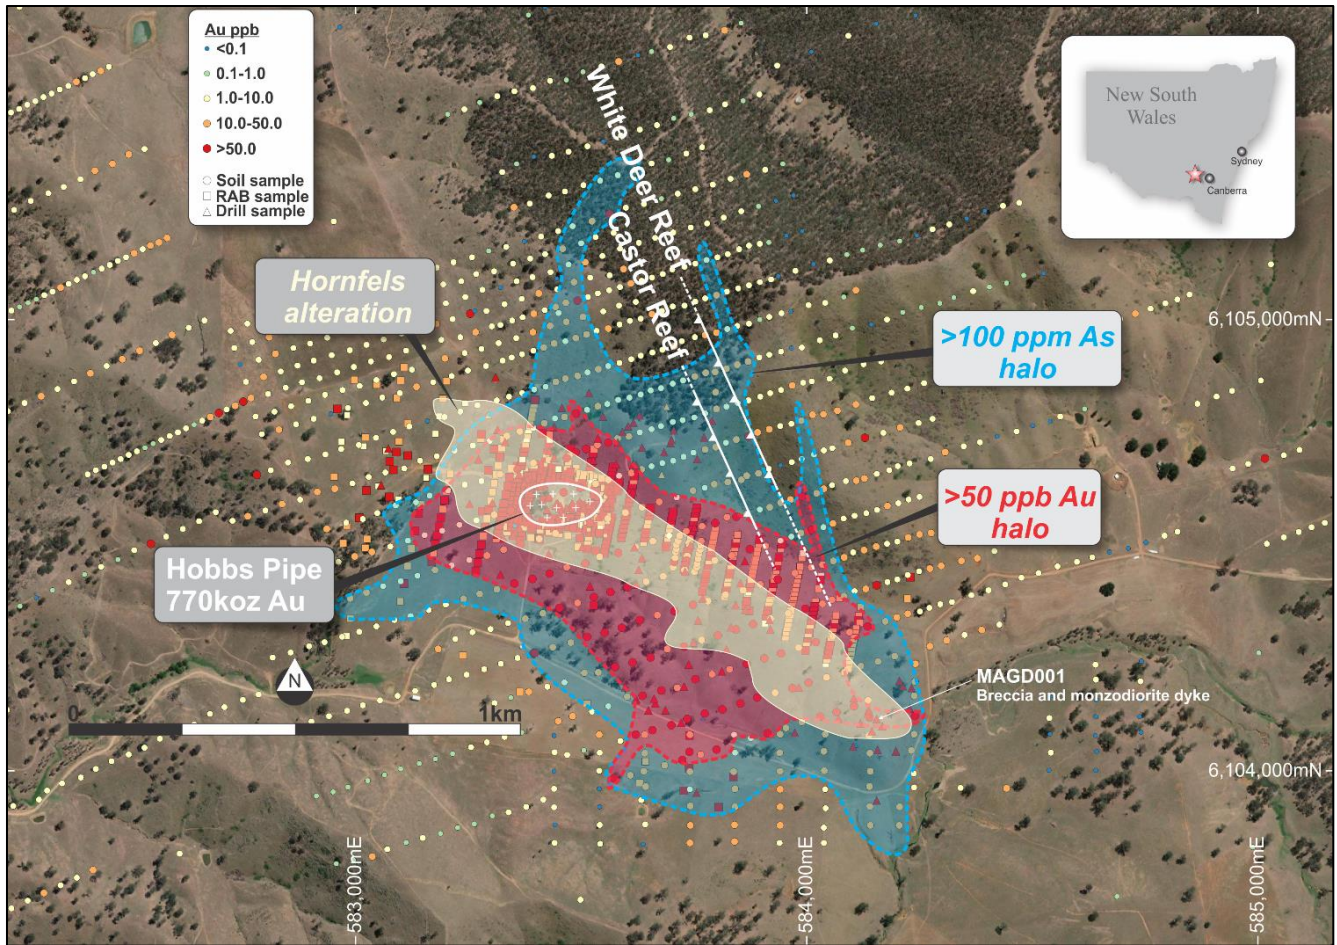 Au ppb
<0.1
0.1-1.0
1.0-10.0
10.0-50.0
>50.0
Soil sample
RAB sample
Drill sample
New South
Wales
Sydney
Canberra
White Deer Reef
Castor Reef
Hornfels
alteration
>100 ppm As
halo
6,105,000mN
>50 ppb Au
halo
Hobbs Pipe
770koz Au
N
0
1km
MAGD001
Breccia and monzodiorite dyke
6,104,000mN
583,000mE
584,000mE
585,000mE